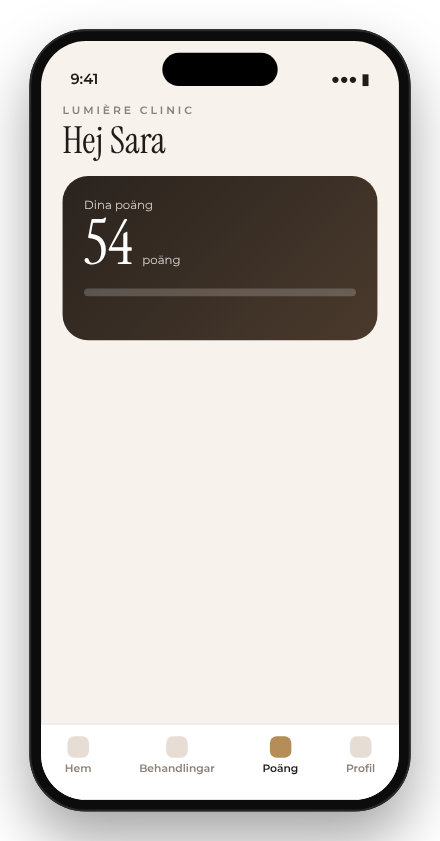 9:41
LUMIÈRE CLINIC
Hej Sara
Dina poäng
54 poäng
Hem Behandlingar Poäng Profil